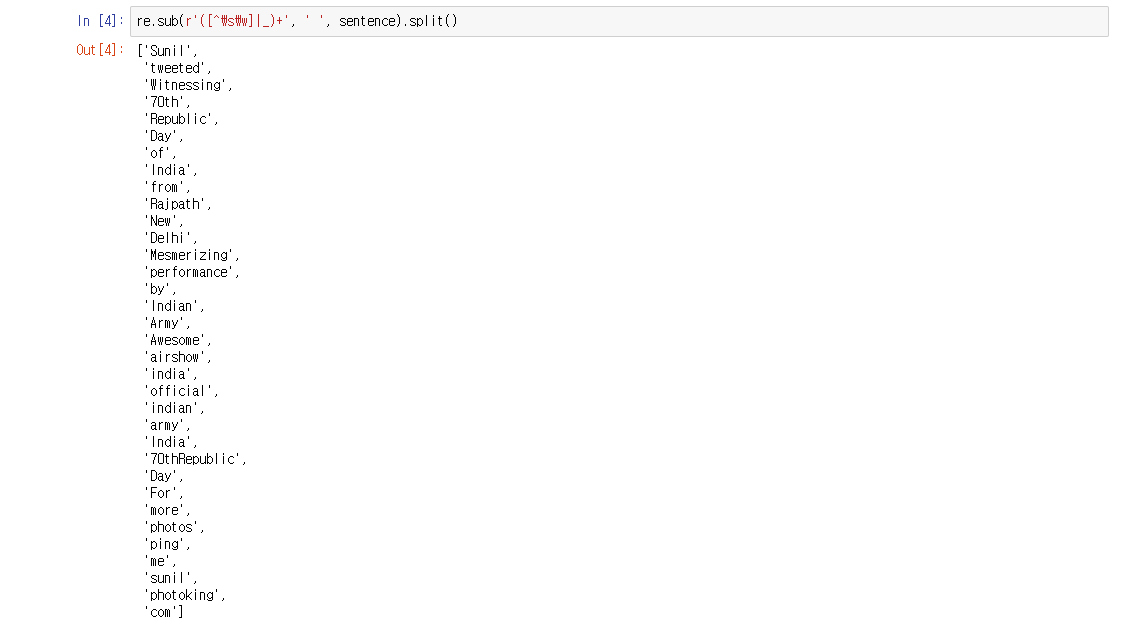 In [4]: re.sub(r'([^₩s₩w]|_)+', ' ', sentence).split()
Out[4]: ['Sunil',
'tweeted',
'Witnessing',
'70th',
'Republic',
'Day',
'of',
'India',
'from',
'Rajpath',
'New',
'Delhi',
'Mesmerizing',
'performance',
'by',
'Indian',
'Army',
'Awesome',
'airshow',
'india',
'official',
'indian',
'army',
'India',
'70thRepublic',
'Day',
'For',
'more',
'photos',
'ping',
'me',
'sunil',
'photoking',
'com']